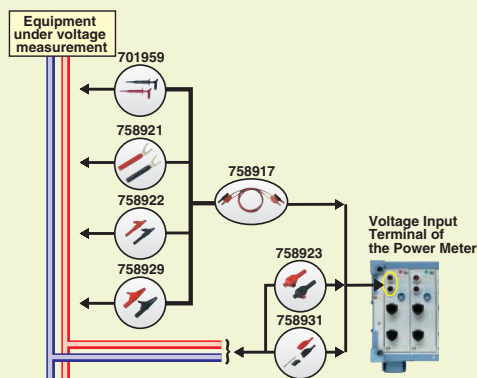 Equipment
under voltage
measurement
701959
758921
758917
758922
Voltage Input
Terminal of
the Power Meter
758923
758929
758931